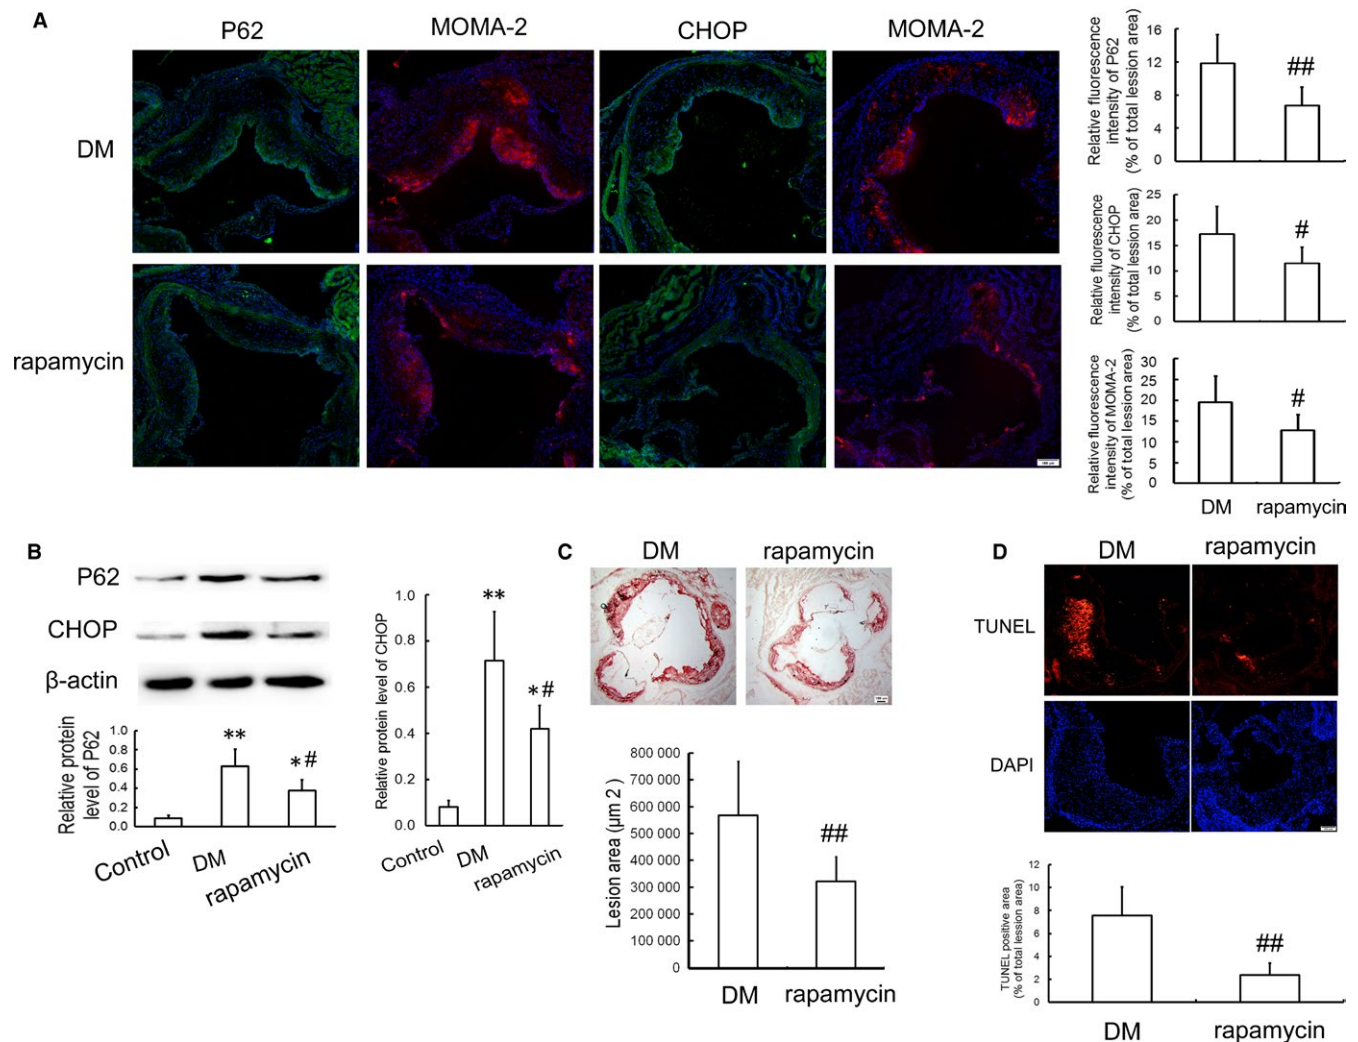 A
P62
MOMA-2
CHOP
MOMA-2
DM
rapamycin
Relative fluorescence
intensity of P62
(% of total lession area)
16
12
8
4
0
##
Relative fluorescence
intensity of CHOP
(% of total lession area)
25
20
15
10
5
0
#
Relative fluorescence
intensity of MOMA-2
(% of total lession area)
30
25
20
15
10
5
0
#
DM
rapamycin
B
P62
CHOP
β-actin
Relative protein
level of P62
1.0
0.8
0.6
0.4
0.2
0.0
**
*#
Control
DM
rapamycin
Relative protein level of CHOP
1.0
0.8
0.6
0.4
0.2
0.0
**
*#
Control
DM
rapamycin
C
DM
rapamycin
Lesion area (µm 2 )
800 000
700 000
600 000
500 000
400 000
300 000
200 000
100 000
0
##
DM
rapamycin
D
DM
rapamycin
TUNEL
DAPI
TUNEL positive area
(% of total lession area)
12
10
8
6
4
2
0
##
DM
rapamycin